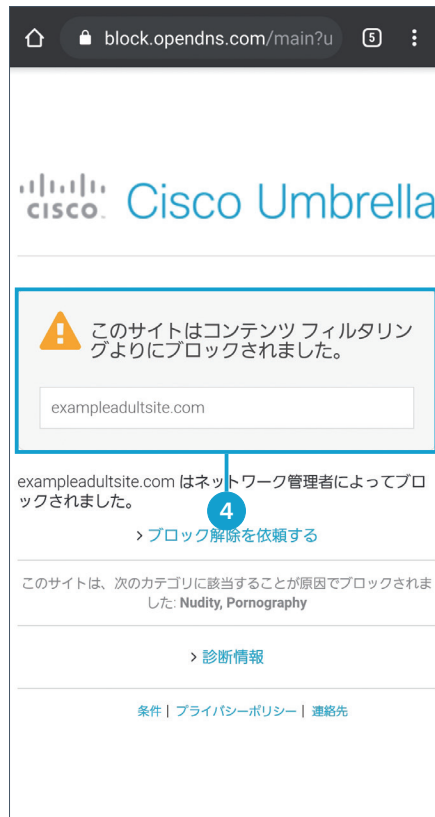 block.opendns.com/main?u
5
CISCO. Cisco Umbrella
このサイトはコンテンツ フィルタリン
グよりにブロックされました。
exampleadultsite.com
exampleadultsite.com はネットワーク管理者によってブロ
ックされました。
4
ブロック解除を依頼する
このサイトは、次のカテゴリに該当することが原因でブロックされま
した: Nudity, Pornography
診断情報
条件 | プライバシーポリシー | 連絡先